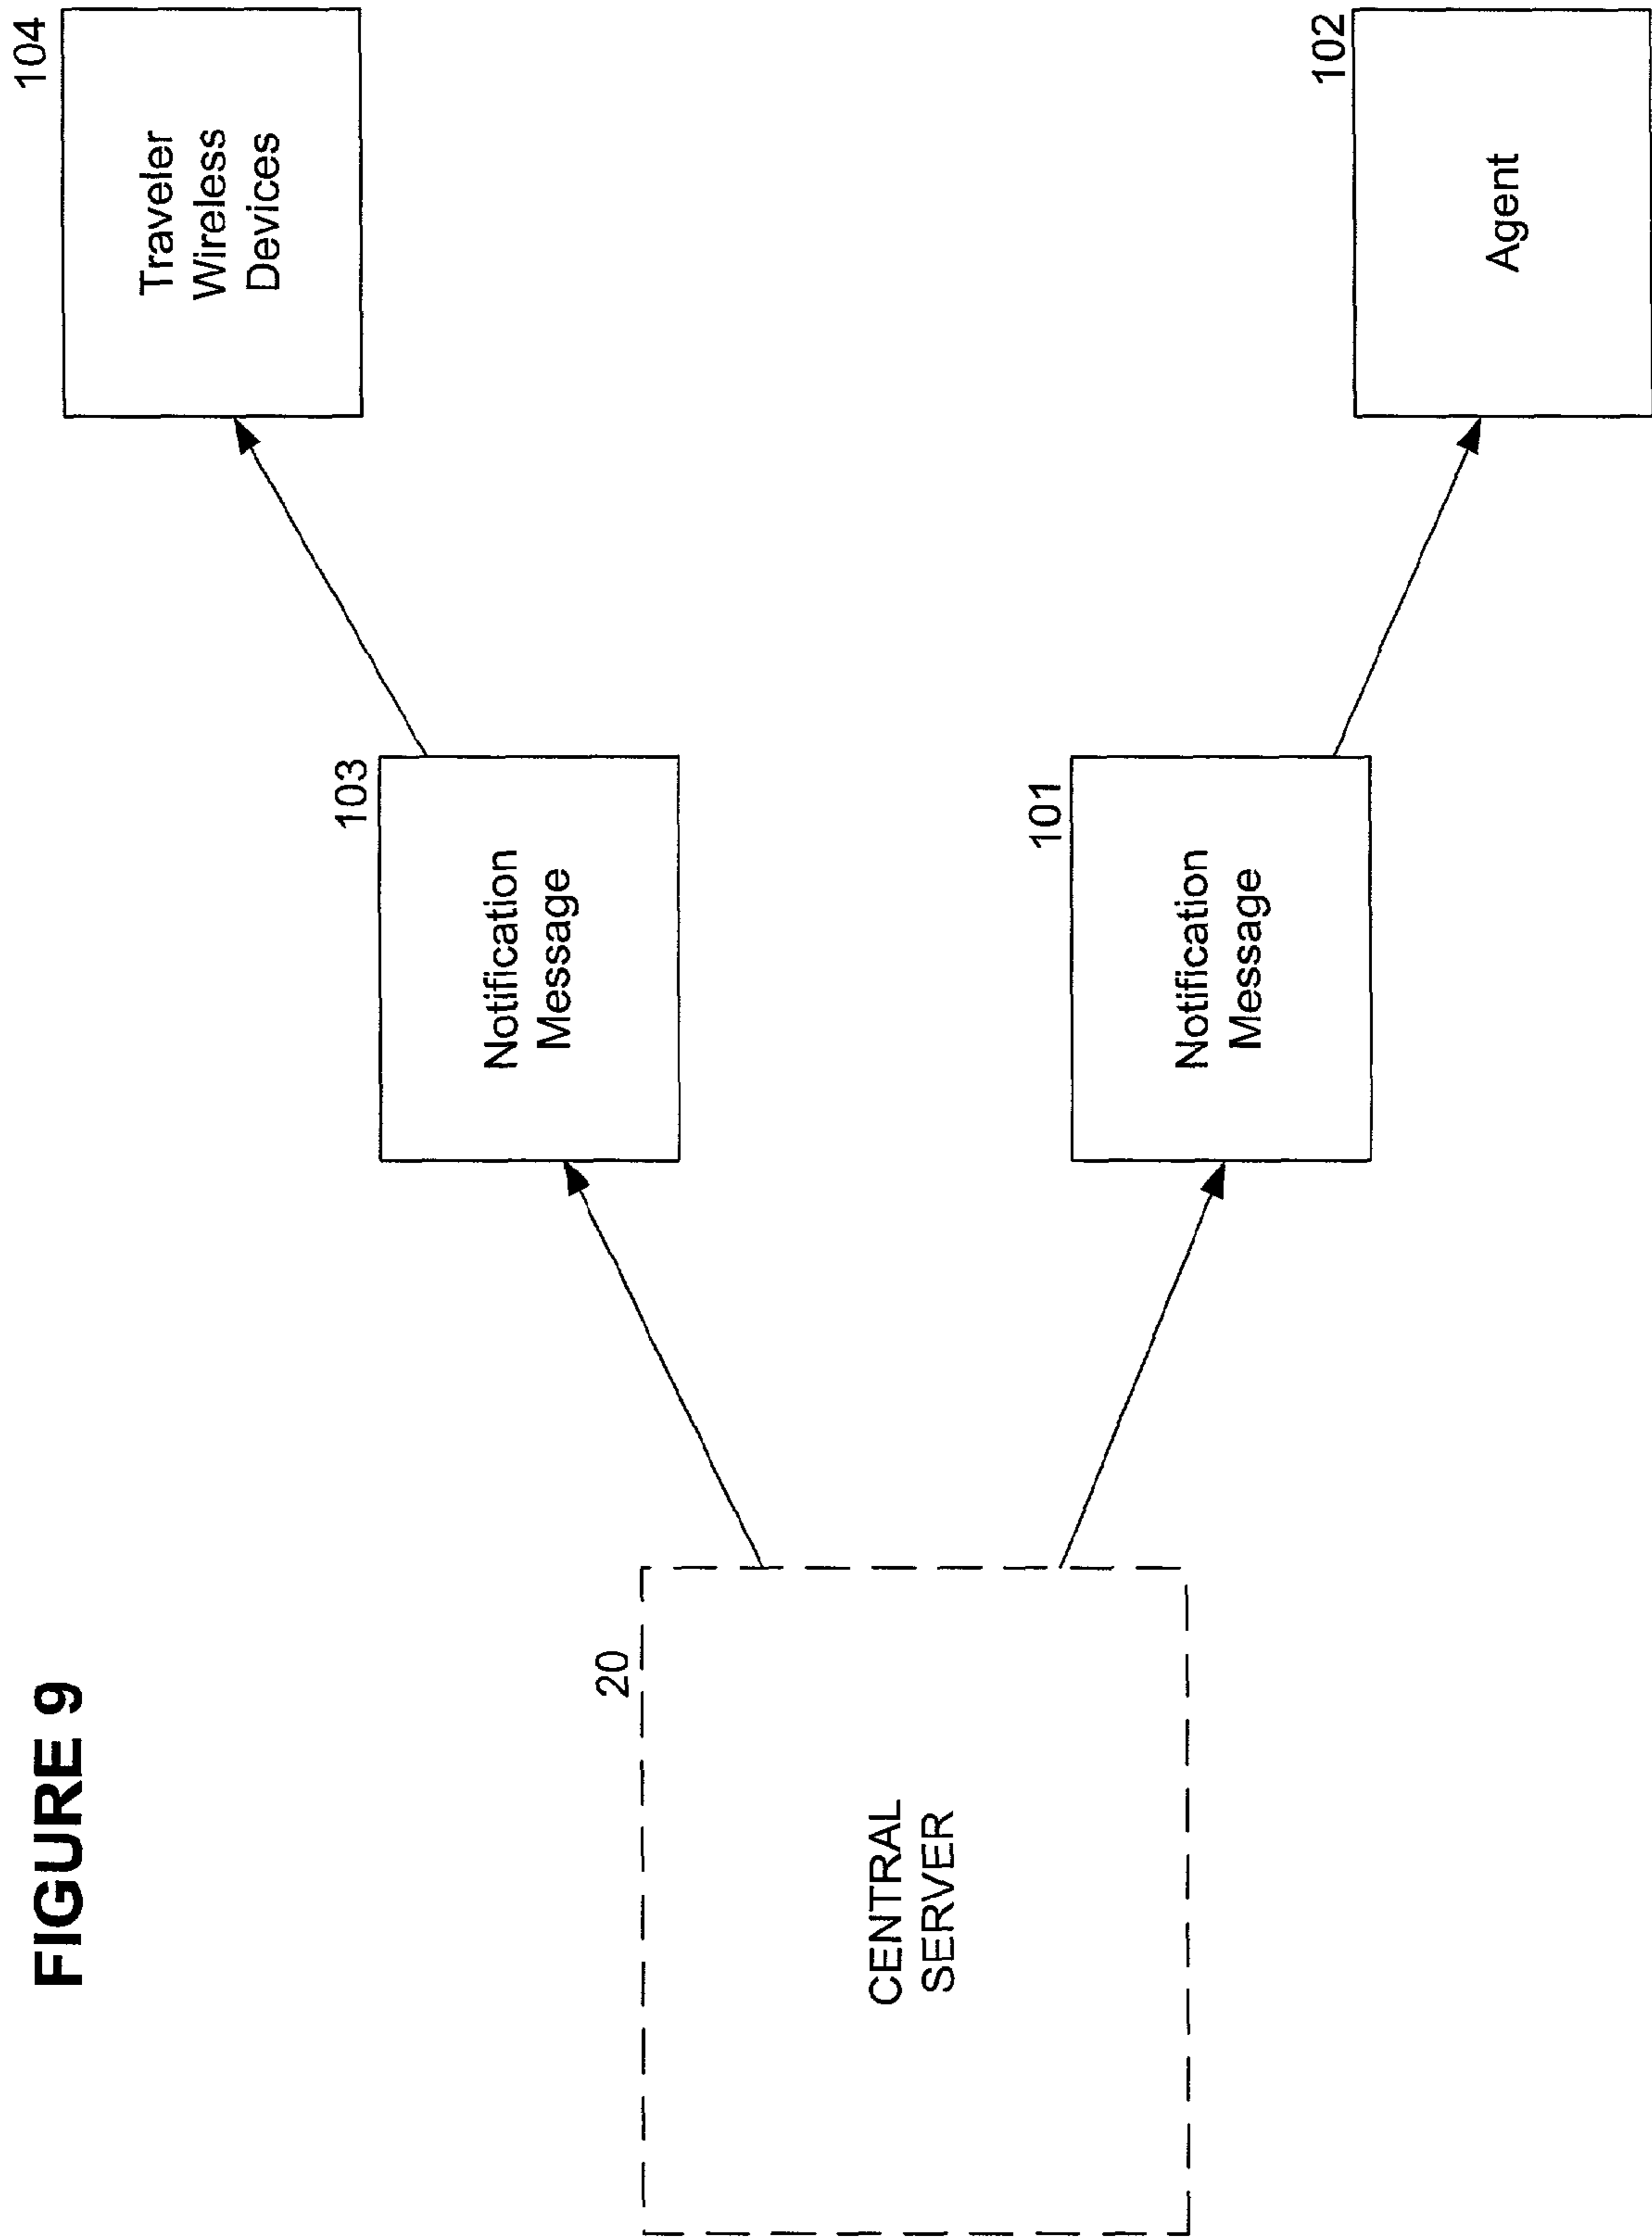 FIGURE 9
20
CENTRAL
SERVER
103
Notification
Message
101
Notification
Message
104
Traveler
Wireless
Devices
102
Agent